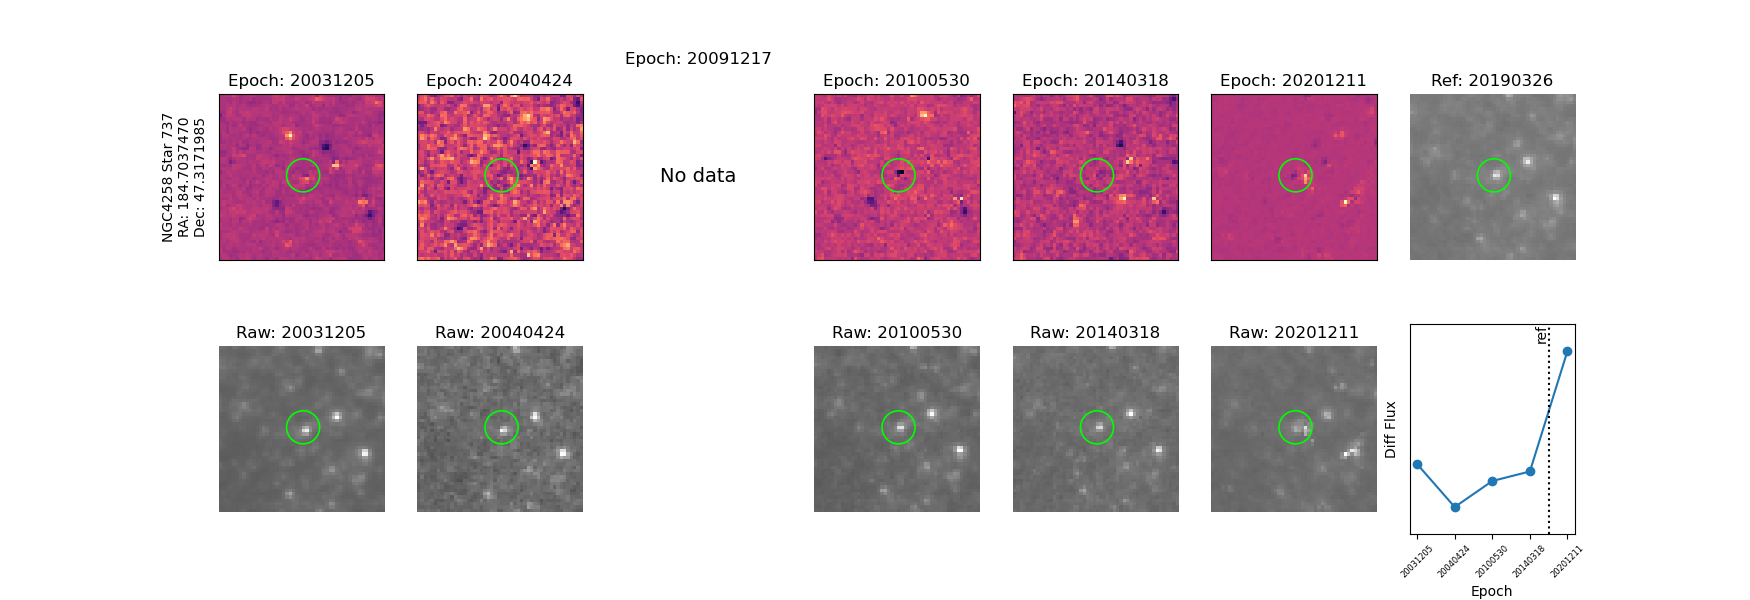 Epoch: 20091217
Epoch: 20031205
Epoch: 20040424
Epoch: 20100530
Epoch: 20140318
Epoch: 20201211
Ref: 20190326
NGC4258 Star 737
RA: 184.7037470
Dec: 47.3171985
No data
Raw: 20031205
Raw: 20040424
Raw: 20100530
Raw: 20140318
Raw: 20201211
ref
Diff Flux
20031205
20040424
20100530
20140318
20201211
Epoch